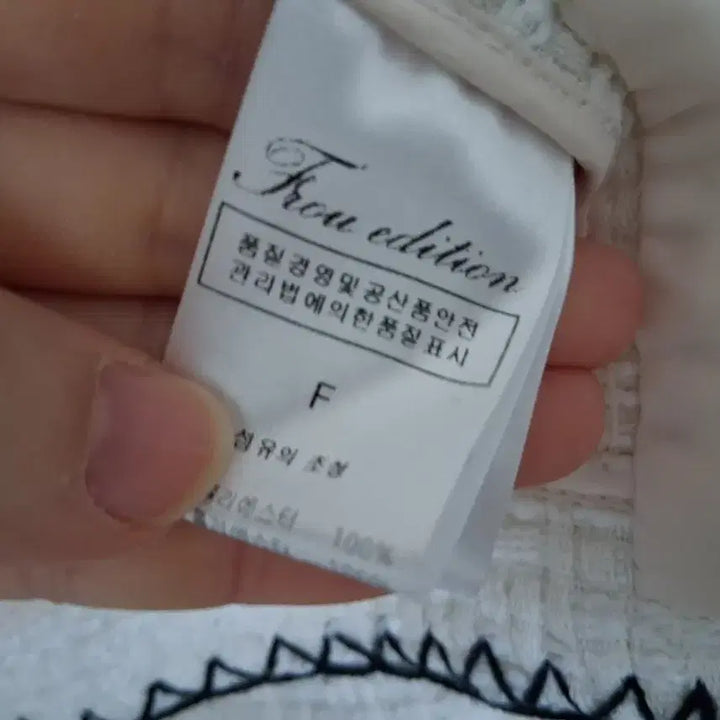 Frou edition
품질경영및공산품안전
관리법에의한품질표시
F
섬유의 조성
100%